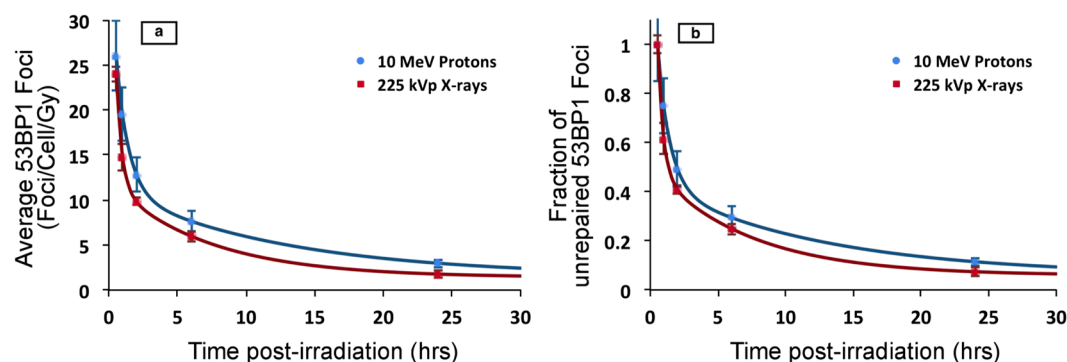 a
Average 53BP1 Foci
(Foci/Cell/Gy)
30
25
20
15
10
5
0
10 MeV Protons
225 kVp X-rays
0 5 10 15 20 25 30
Time post-irradiation (hrs)
b
Fraction of
unrepaired 53BP1 Foci
1
0.8
0.6
0.4
0.2
0
10 MeV Protons
225 kVp X-rays
0 5 10 15 20 25 30
Time post-irradiation (hrs)